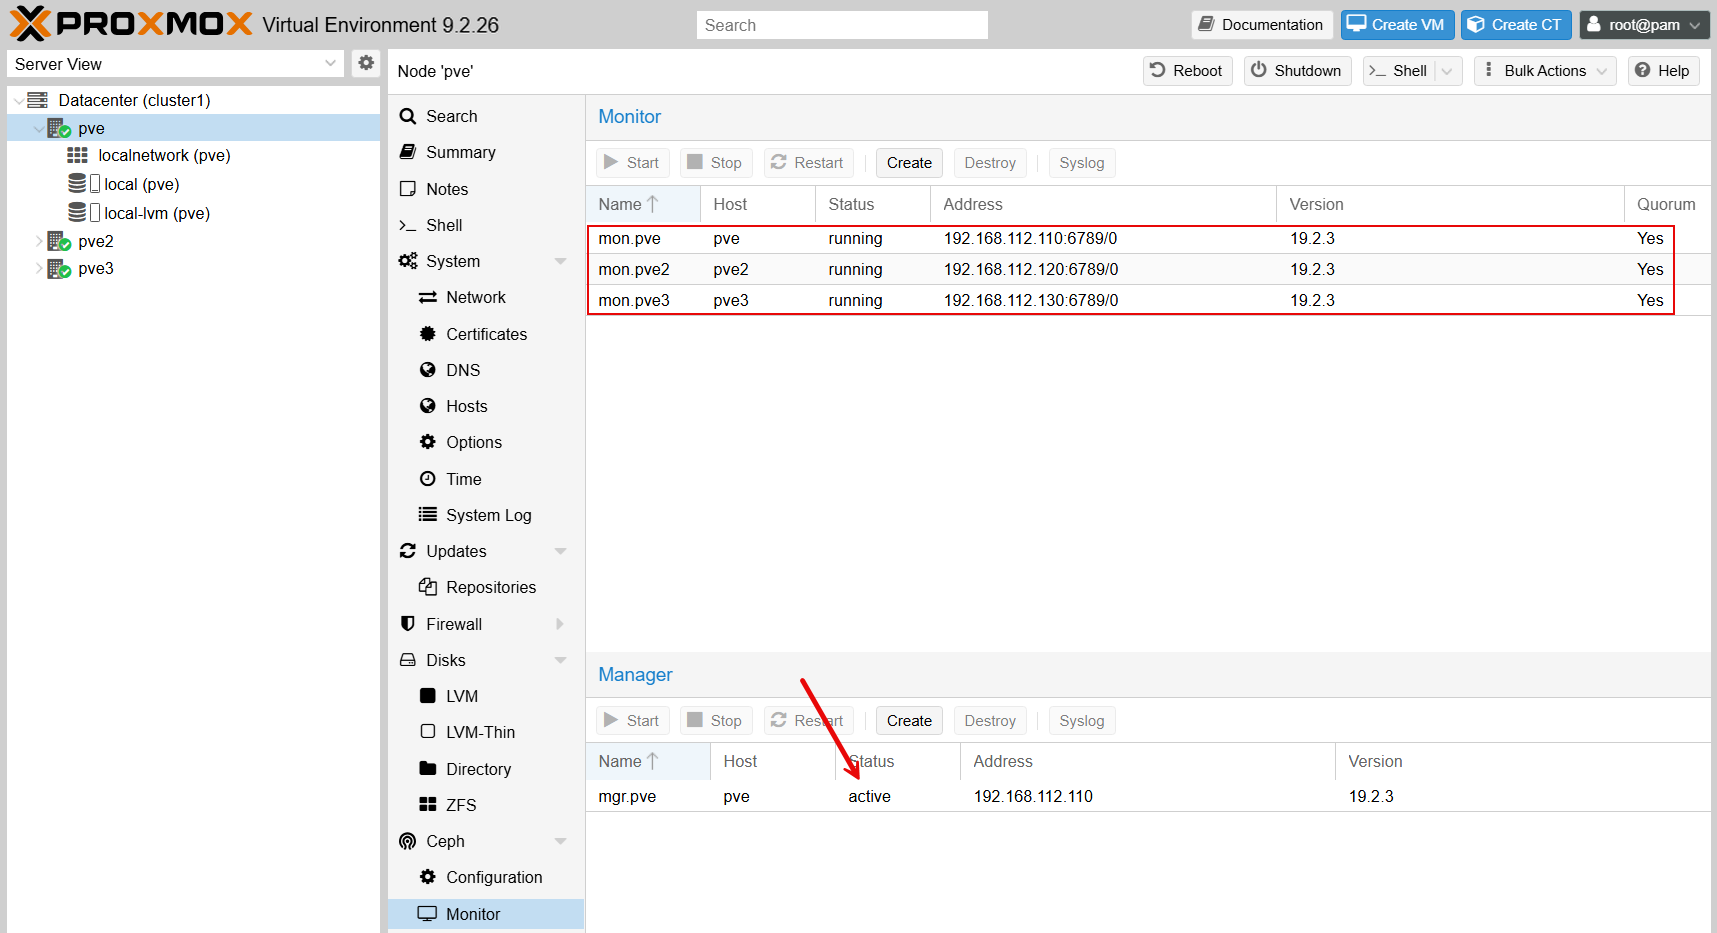 PROXMOX Virtual Environment 9.2.26
Search
Documentation
Create VM
Create CT
root@pam
Server View
Datacenter (cluster1)
pve
localnetwork (pve)
local (pve)
local-lvm (pve)
pve2
pve3
Node 'pve'
Reboot
Shutdown
Shell
Bulk Actions
Help
Search
Summary
Notes
Shell
System
Network
Certificates
DNS
Hosts
Options
Time
System Log
Updates
Repositories
Firewall
Disks
LVM
LVM-Thin
Directory
ZFS
Ceph
Configuration
Monitor
Monitor
Start Stop Restart Create Destroy Syslog
Name Host Status Address Version Quorum
mon.pve pve running 192.168.112.110:6789/0 19.2.3 Yes
mon.pve2 pve2 running 192.168.112.120:6789/0 19.2.3 Yes
mon.pve3 pve3 running 192.168.112.130:6789/0 19.2.3 Yes
Manager
Start Stop Restart Create Destroy Syslog
Name Host Status Address Version
mgr.pve pve active 192.168.112.110 19.2.3